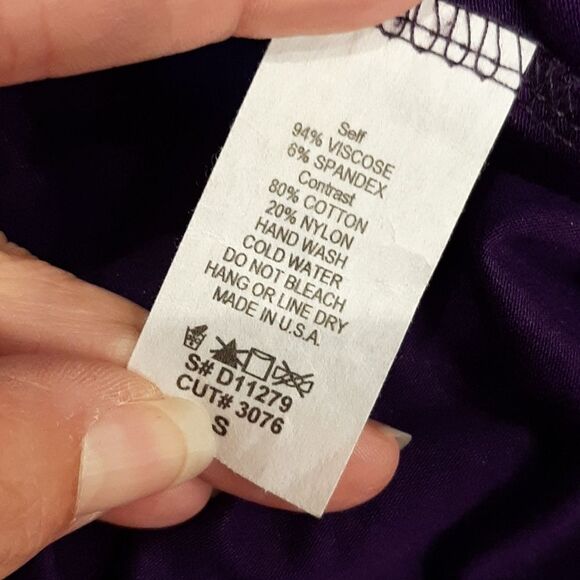 Self
94% VISCOSE
6% SPANDEX
Contrast
80% COTTON
20% NYLON
HAND WASH
COLD WATER
DO NOT BLEACH
HANG OR LINE DRY
MADE IN U.S.A.
S# D11279
CUT# 3076
S